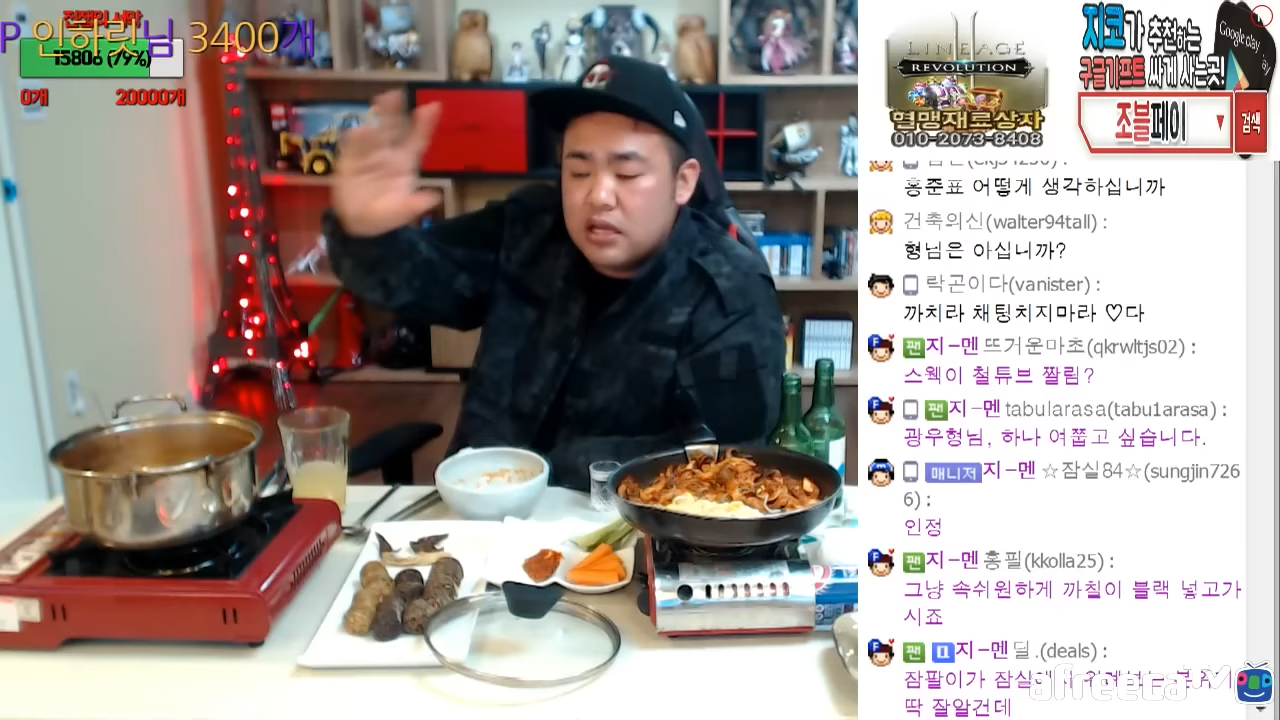 P 인하릿님 3400개
15806 (79%)
0개
20000개
LINEAGE
REVOLUTION
혈맹재료상자
010-2073-8408
지코가 추천하는
구글기프트 싸게 사는곳!
Google play
조블페이
검색
홍준표 어떻게 생각하십니까
건축의신(walter94tall) :
형님은 아십니까?
락곤이다(vanister) :
까치라 채팅치지마라 ♡다
팬 지-멘 뜨거운마초(qkrwltjs02) :
스웩이 철튜브 짤림?
팬 지-멘 tabularasa(tabu1arasa) :
광우형님, 하나 여쭙고 싶습니다.
매니저 지-멘 ☆잠실84☆(sungjin726
6) :
인정
팬 지-멘 홍필(kkolla25) :
그냥 속쉬원하게 까칠이 블랙 넣고가
시죠
팬 지-멘 딜.(deals) :
잠팔이가 잠실
딱 잘알건데
afreecaTV